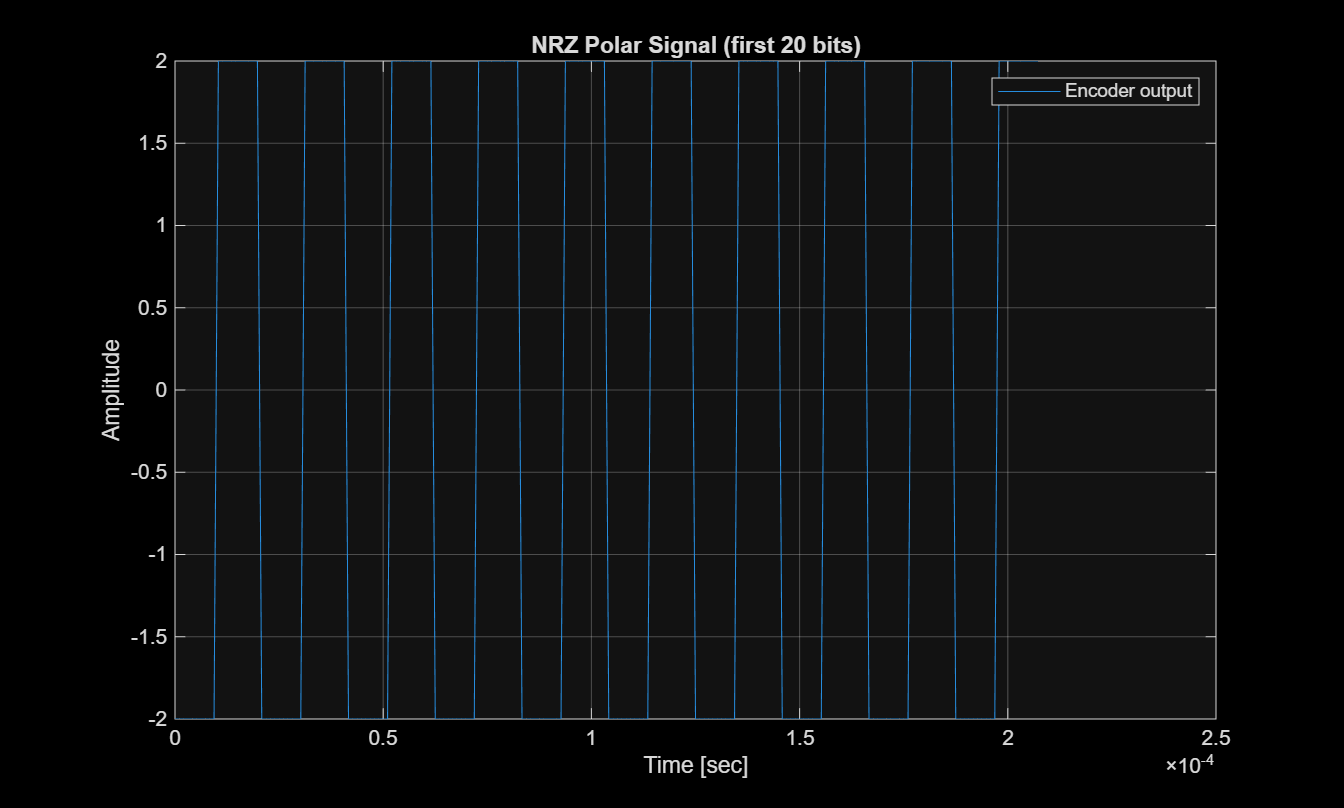 NRZ Polar Signal (first 20 bits)
Encoder output
2
1.5
1
0.5
0
-0.5
-1
-1.5
-2
Amplitude
0 0.5 1 1.5 2 2.5
Time [sec]
×10-4